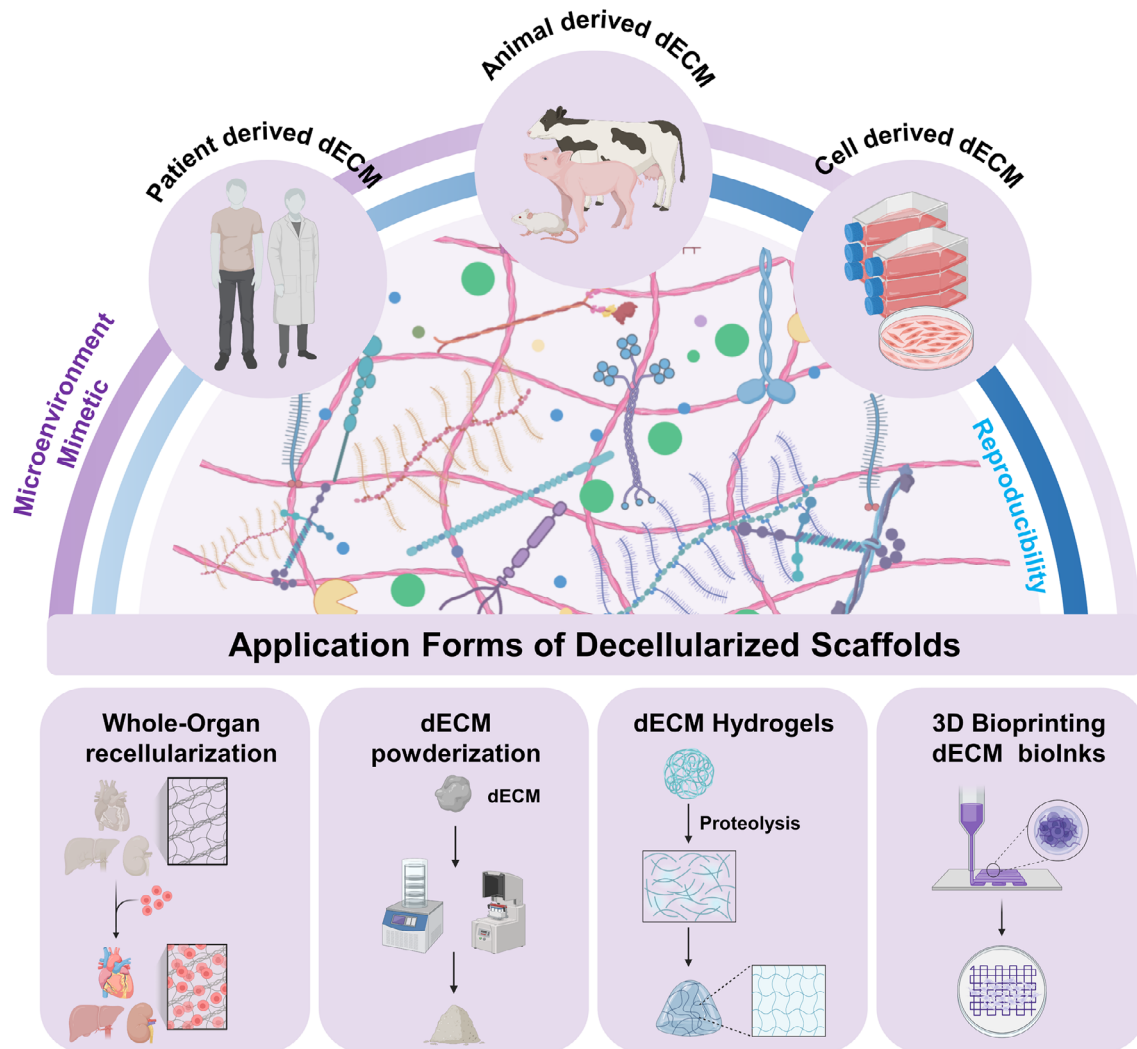 Animal derived dECM
Patient derived dECM
Cell derived dECM
Microenvironment
Mimetic
Reproducibility
Application Forms of Decellularized Scaffolds
Whole-Organ
recellularization
dECM
powderization
dECM
dECM Hydrogels
Proteolysis
3D Bioprinting
dECM bioInks